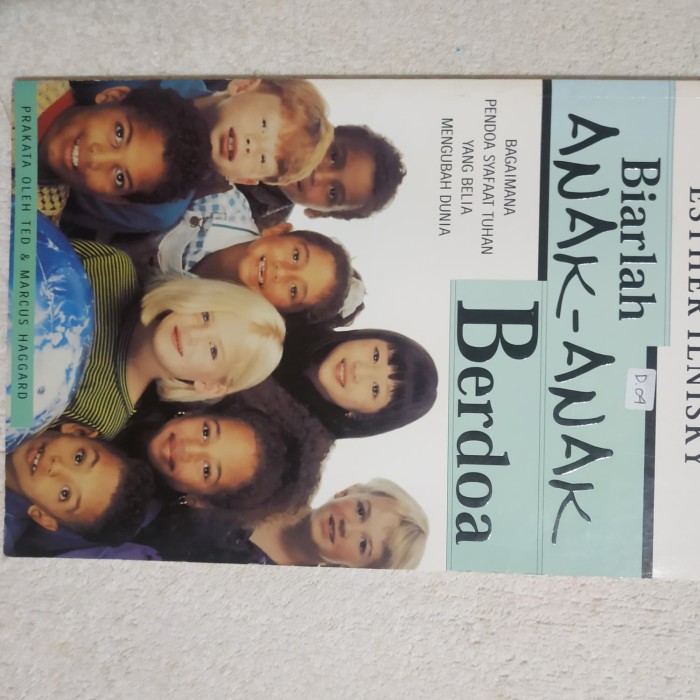 ESTHER ILNISKY
Biarlah
ANAK-ANAK
Berdoa
D.09
BAGAIMANA
PENDOA SYAFAAT TUHAN
YANG BELIA
MENGUBAH DUNIA
PRAKATA OLEH TED & MARCUS HAGGARD